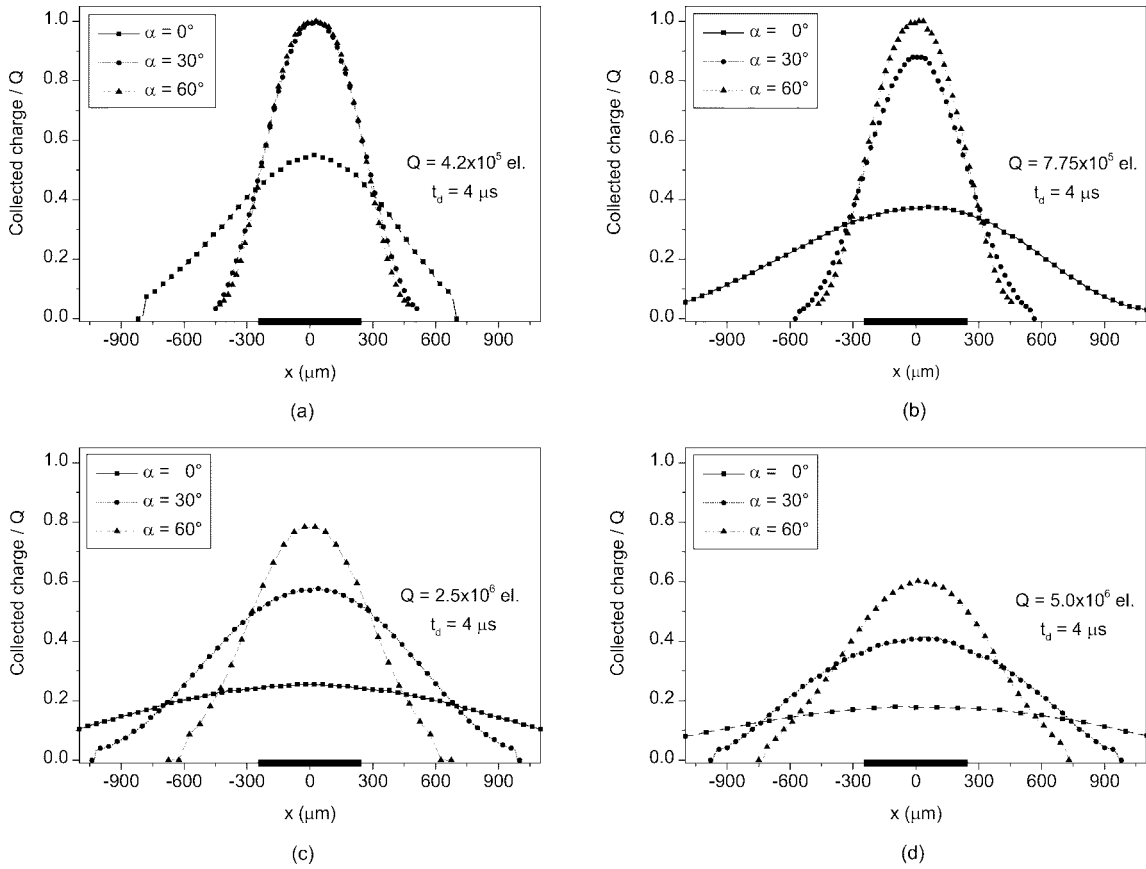 1.0
0.8
0.6
0.4
0.2
0.0
Collected charge / Q
α = 0°
α = 30°
α = 60°
Q = 4.2x10⁵ el.
t_d = 4 μs
-900 -600 -300 0 300 600 900
x (μm)
(a)
1.0
0.8
0.6
0.4
0.2
0.0
Collected charge / Q
α = 0°
α = 30°
α = 60°
Q = 7.75x10⁵ el.
t_d = 4 μs
-900 -600 -300 0 300 600 900
x (μm)
(b)
1.0
0.8
0.6
0.4
0.2
0.0
Collected charge / Q
α = 0°
α = 30°
α = 60°
Q = 2.5x10⁶ el.
t_d = 4 μs
-900 -600 -300 0 300 600 900
x (μm)
(c)
1.0
0.8
0.6
0.4
0.2
0.0
Collected charge / Q
α = 0°
α = 30°
α = 60°
Q = 5.0x10⁶ el.
t_d = 4 μs
-900 -600 -300 0 300 600 900
x (μm)
(d)